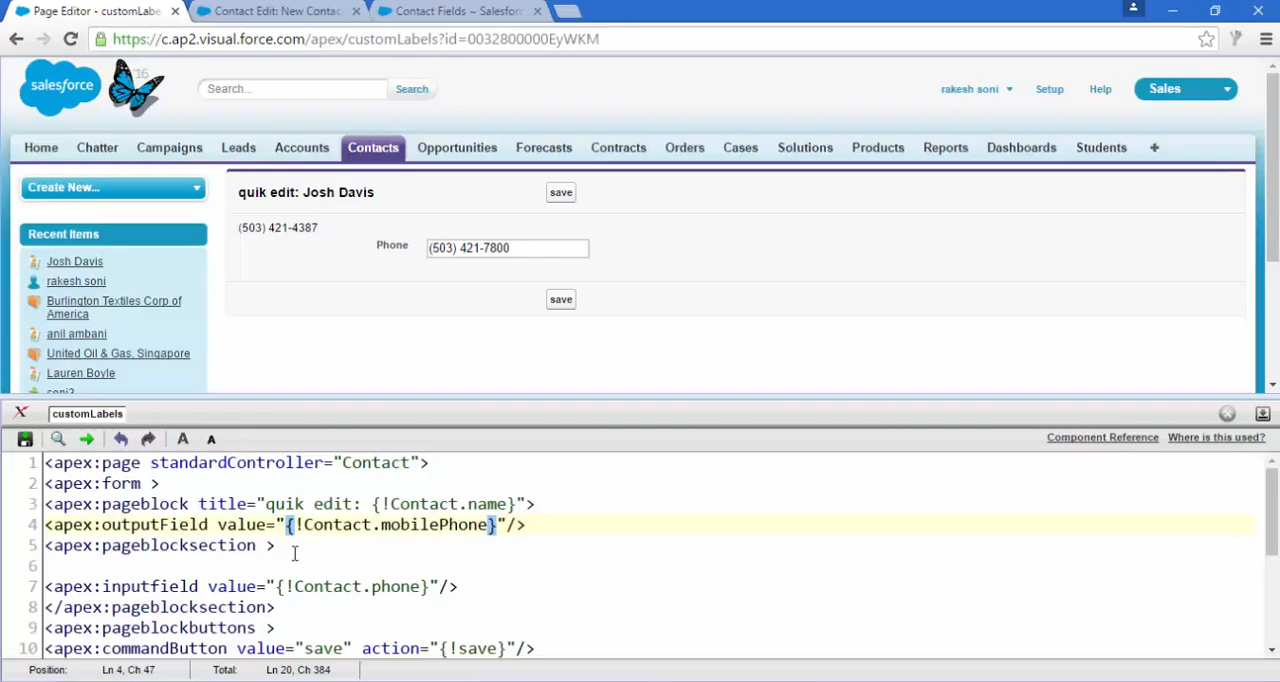 Page Editor - customLabe
Contact Edit: New Contac
Contact Fields ~ Salesforc
https://c.ap2.visual.force.com/apex/customLabels?id=0032800000EyWKM
salesforce
'16
Search...
Search
rakesh soni
Setup
Help
Sales
Home Chatter Campaigns Leads Accounts Contacts Opportunities Forecasts Contracts Orders Cases Solutions Products Reports Dashboards Students +
Create New...
quik edit: Josh Davis
save
Recent Items
(503) 421-4387
Phone
(503) 421-7800
Josh Davis
rakesh soni
save
Burlington Textiles Corp of
America
anil ambani
United Oil & Gas, Singapore
Lauren Boyle
soni3
customLabels
A A
Component Reference Where is this used?
1 <apex:page standardController="Contact">
2 <apex:form >
3 <apex:pageblock title="quik edit: {!Contact.name}">
4 <apex:outputField value="{!Contact.mobilePhone}"/>
5 <apex:pageblocksection >
6
7 <apex:inputfield value="{!Contact.phone}"/>
8 </apex:pageblocksection>
9 <apex:pageblockbuttons >
10 <apex:commandButton value="save" action="{!save}"/>
Position: Ln 4, Ch 47 Total: Ln 20, Ch 384